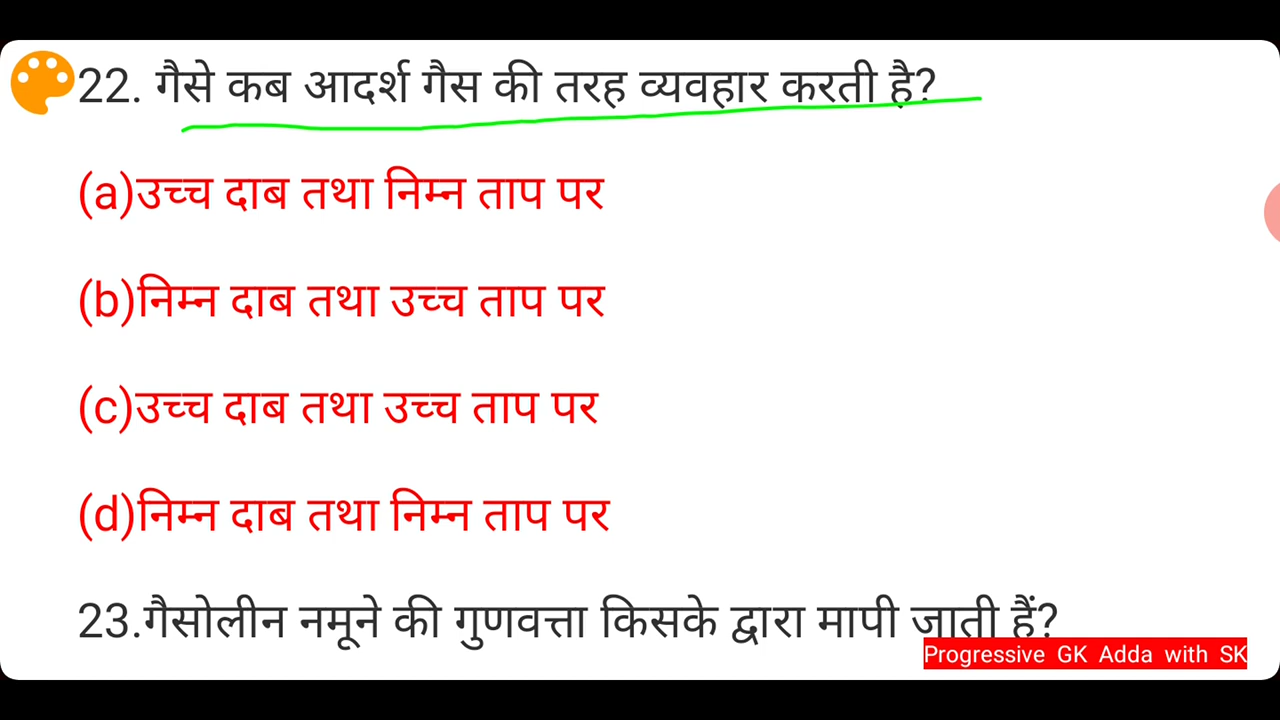 22. गैसे कब आदर्श गैस की तरह व्यवहार करती है?
(a)उच्च दाब तथा निम्न ताप पर
(b)निम्न दाब तथा उच्च ताप पर
(c)उच्च दाब तथा उच्च ताप पर
(d)निम्न दाब तथा निम्न ताप पर
23.गैसोलीन नमूने की गुणवत्ता किसके द्वारा मापी जाती हैं?
Progressive GK Adda with SK